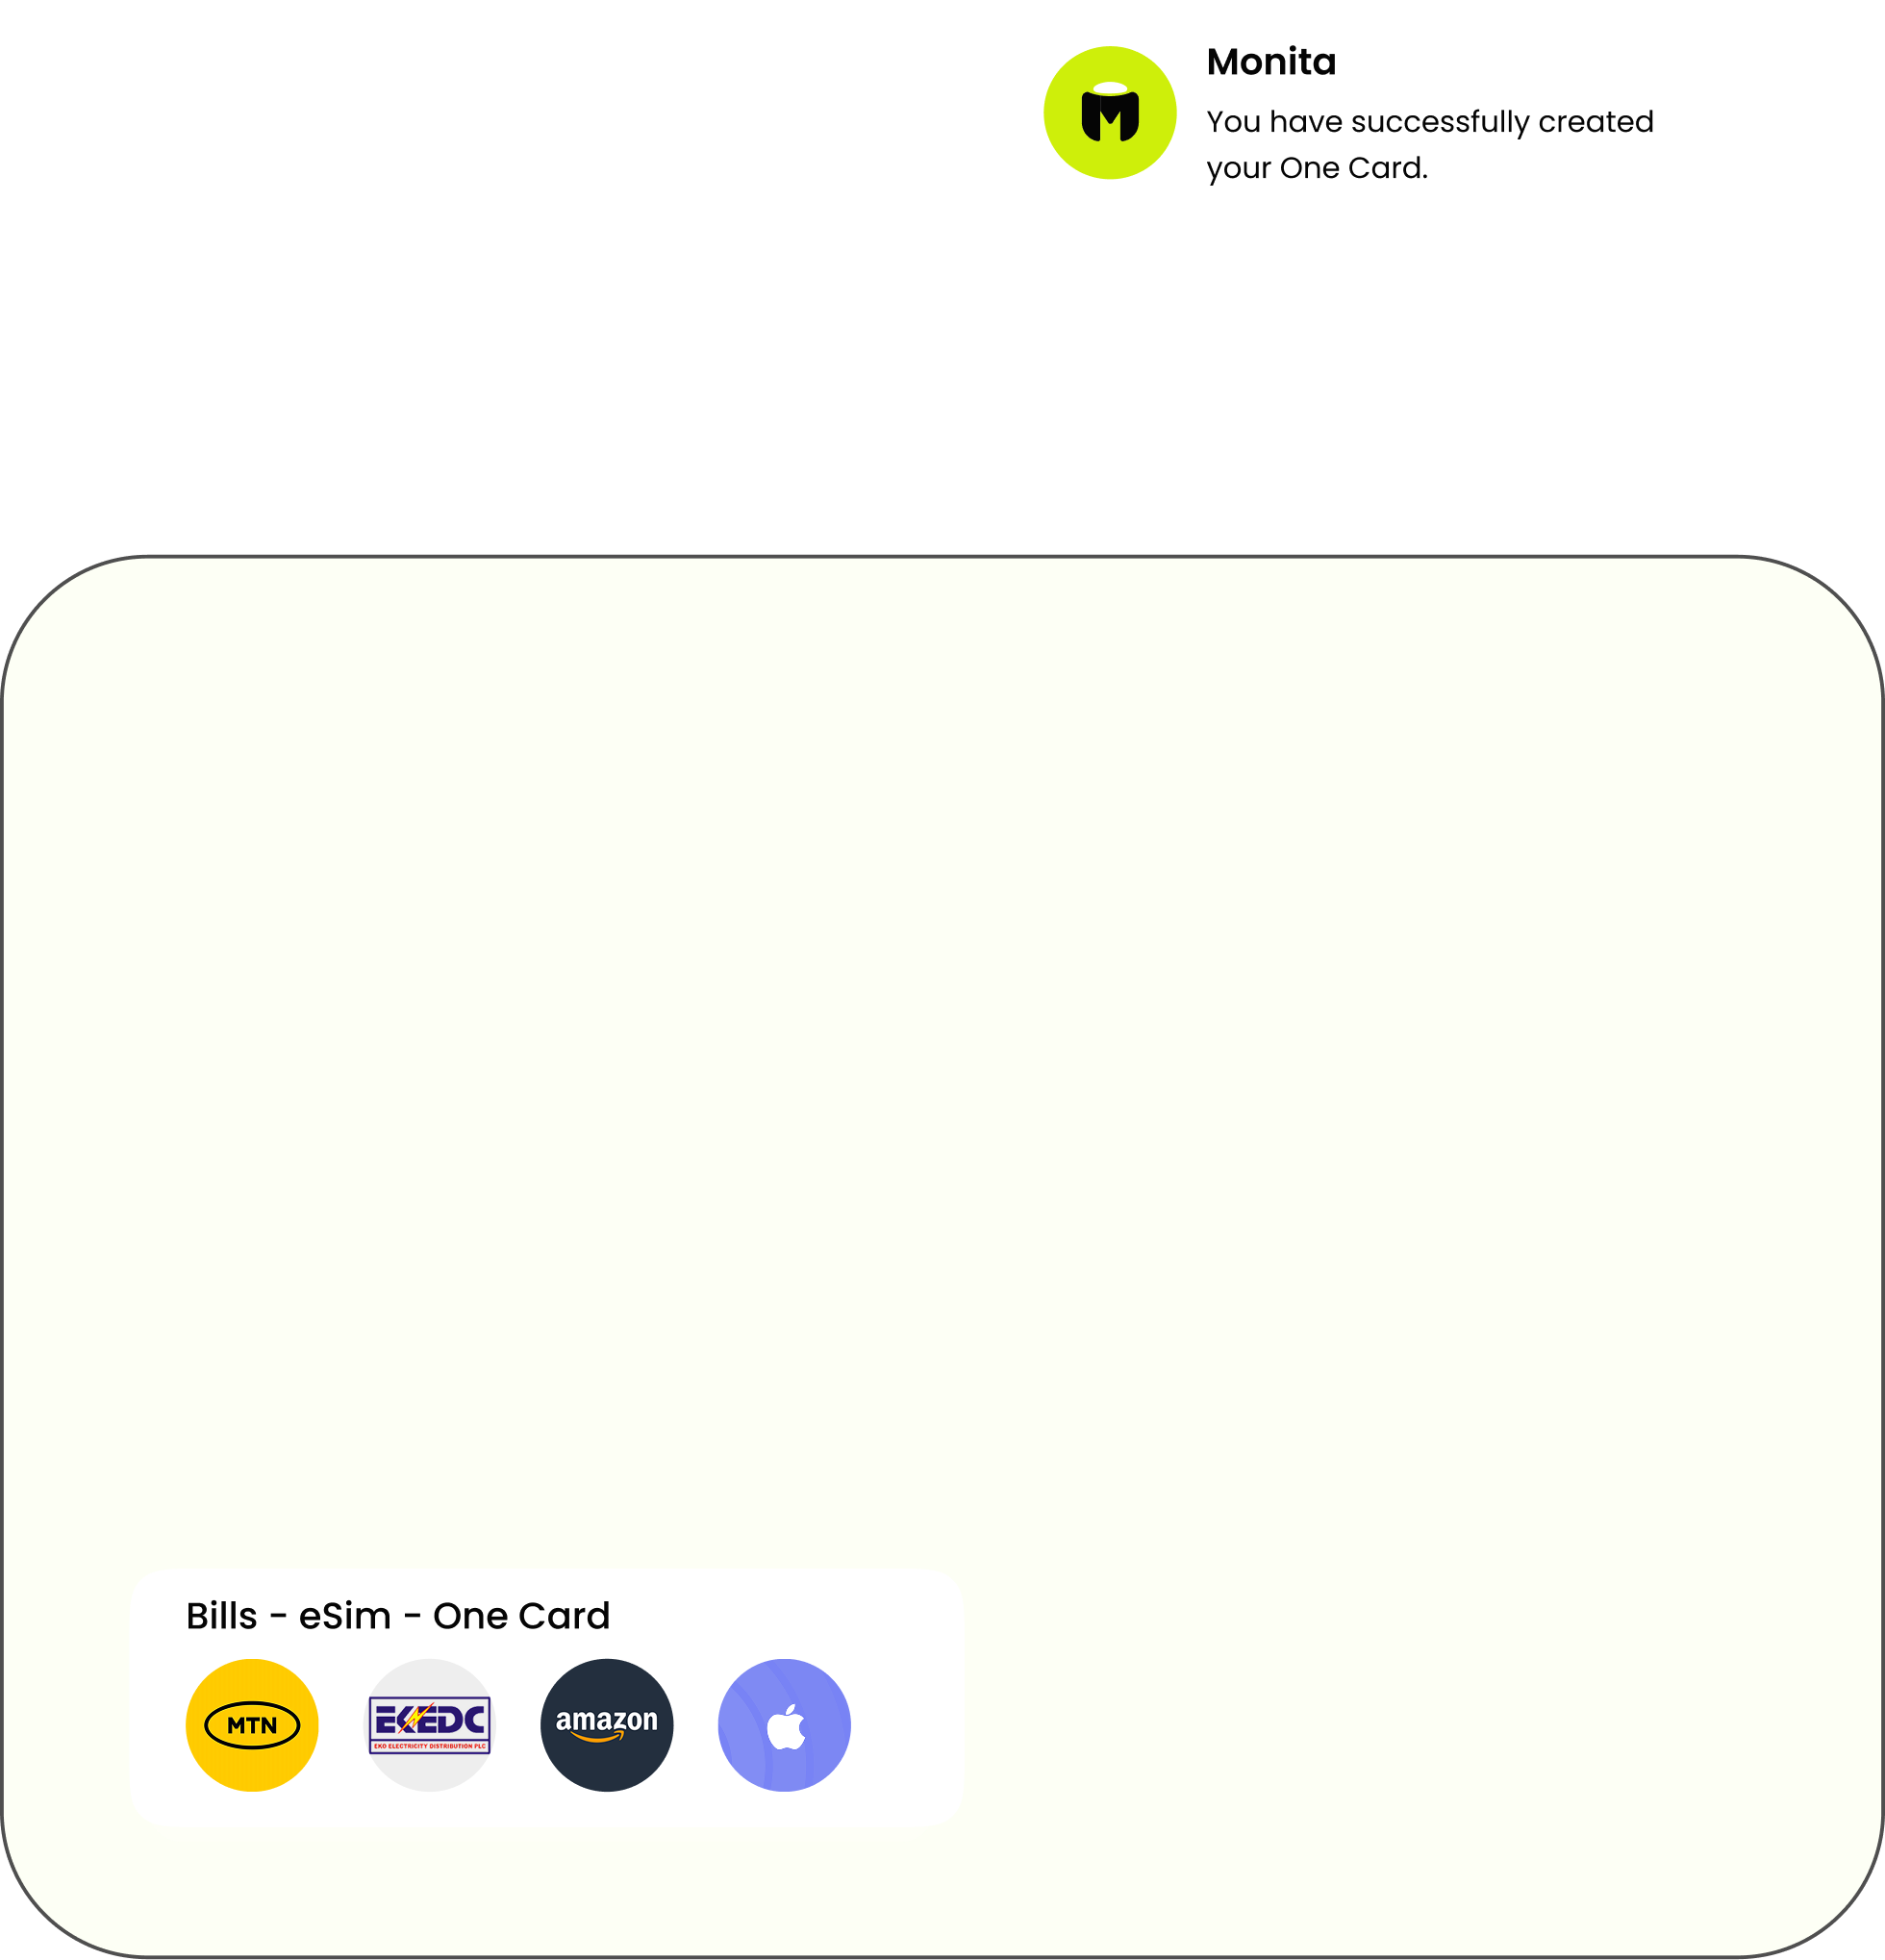 Monita
You have successfully created
your One Card.
Bills - eSim - One Card
MTN
EKEDC
EKO ELECTRICITY DISTRIBUTION PLC
amazon